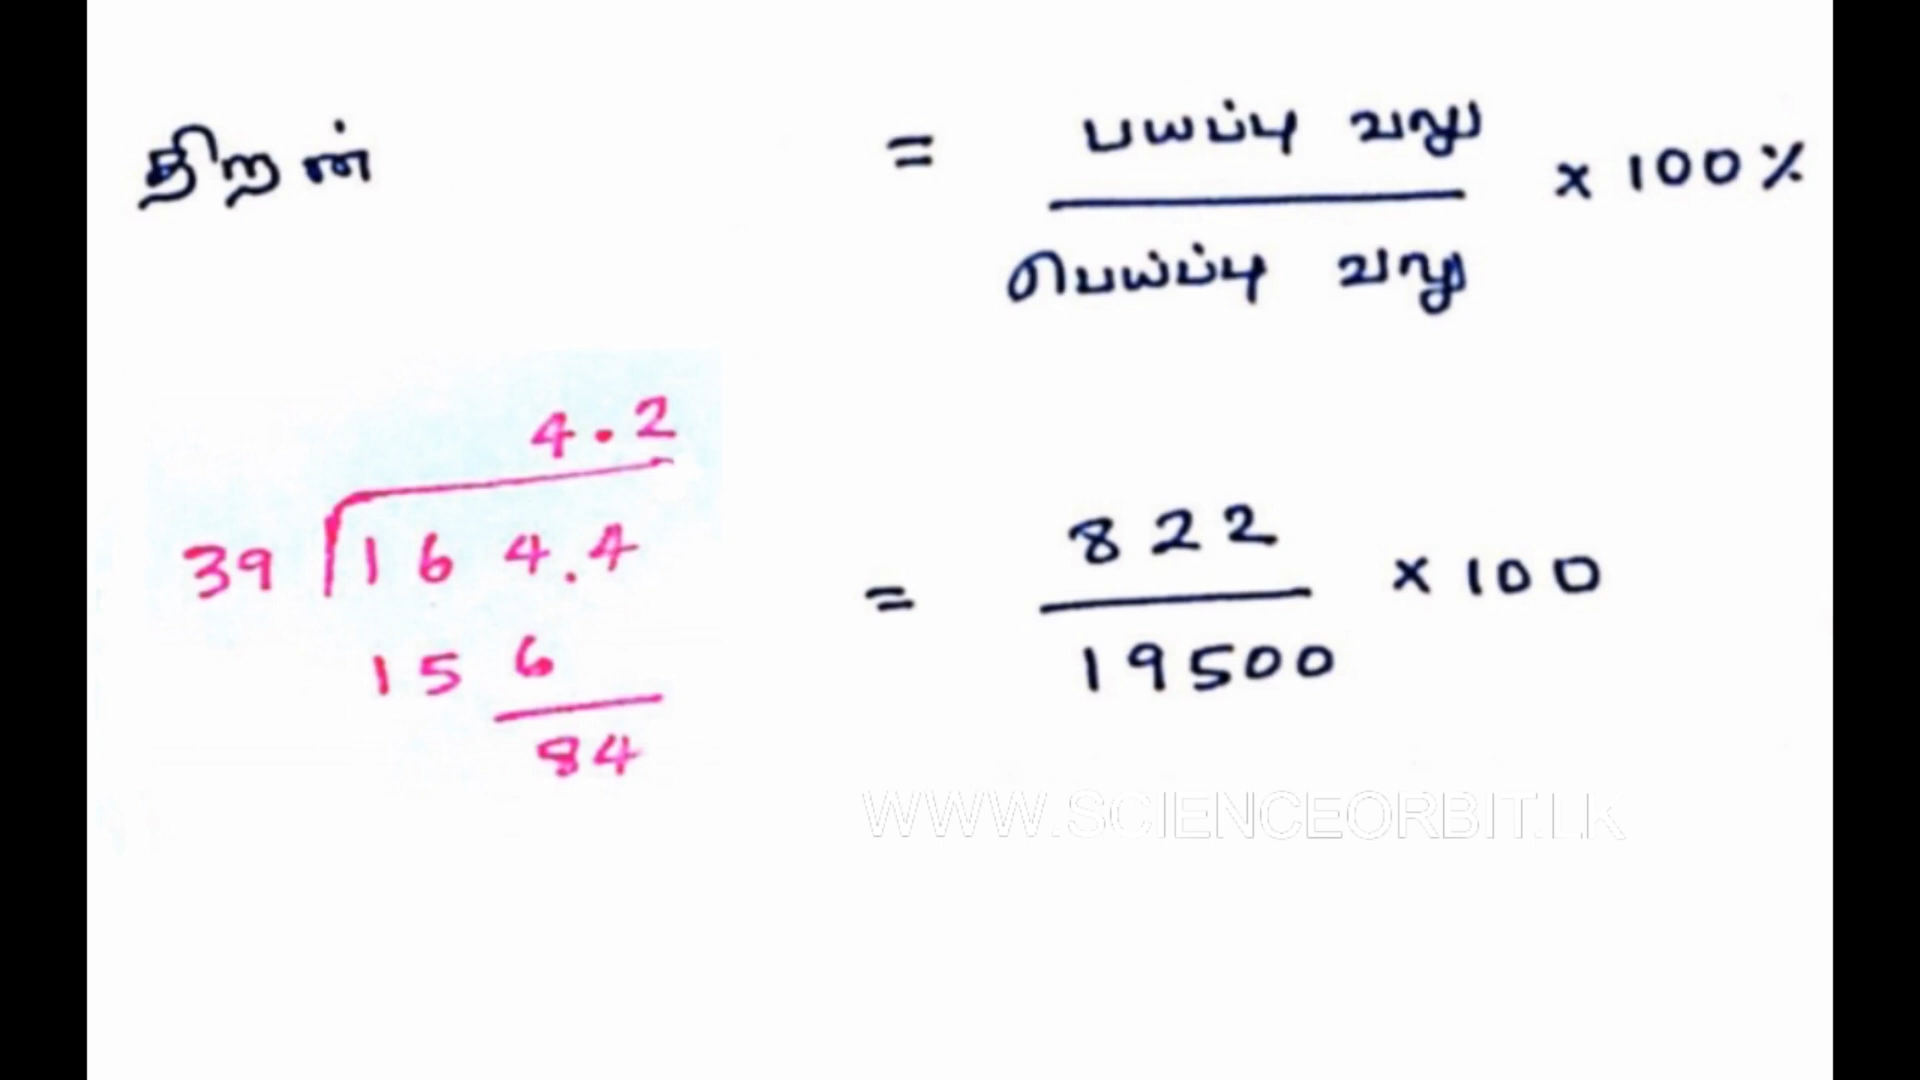 திறன் = பயப்பு வலு / பெய்ப்பு வலு × 100%
4.2
39 √164.4
156
84
= 822 / 19500 × 100
WWW.SCIENCEORBIT.LK